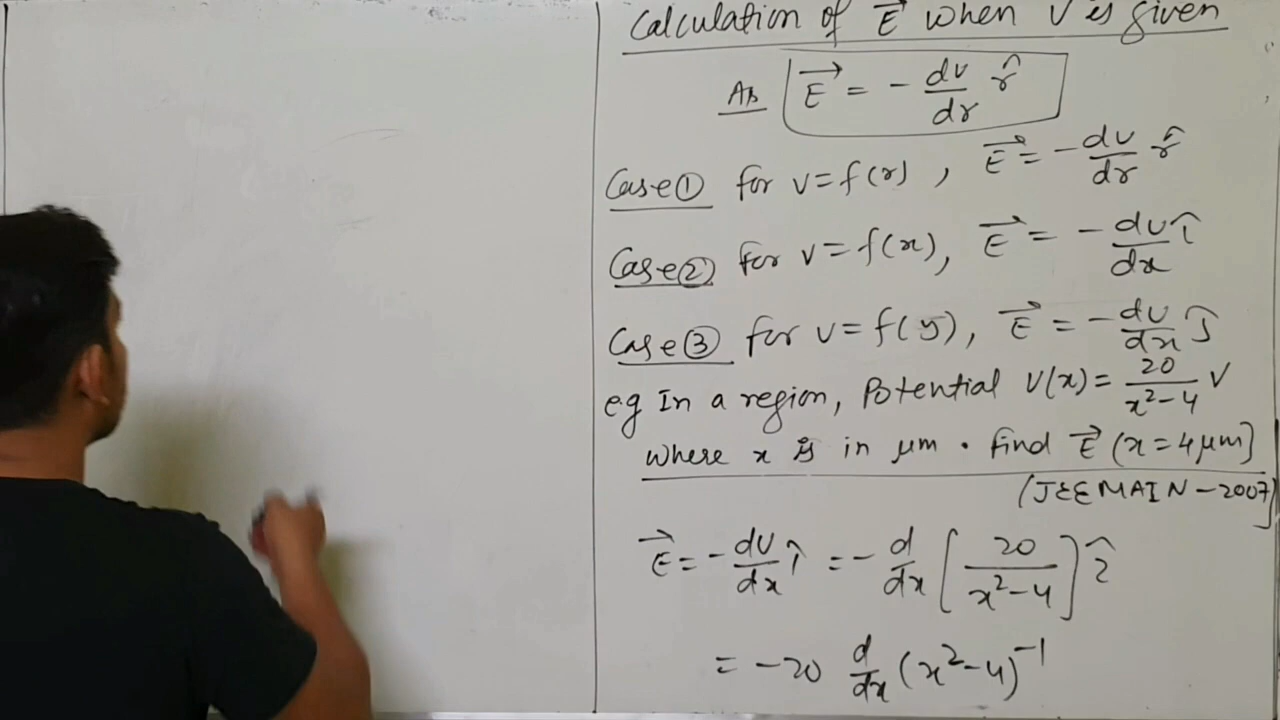 Calculation of E⃗ when V is given
As E⃗ = - dv/dr r̂
Case① for v=f(r), E⃗ = - dv/dr r̂
Case② for v=f(x), E⃗ = - dv/dx î
Case③ for v=f(y), E⃗ = - dv/dx ĵ
eg In a region, Potential V(x)= 20/(x²-4) V
where x is in μm. Find E⃗ (x=4μm)
(JEE MAIN-2007)
E⃗ = - dv/dx î = - d/dx [20/(x²-4)] î
= -20 d/dx (x²-4)⁻¹